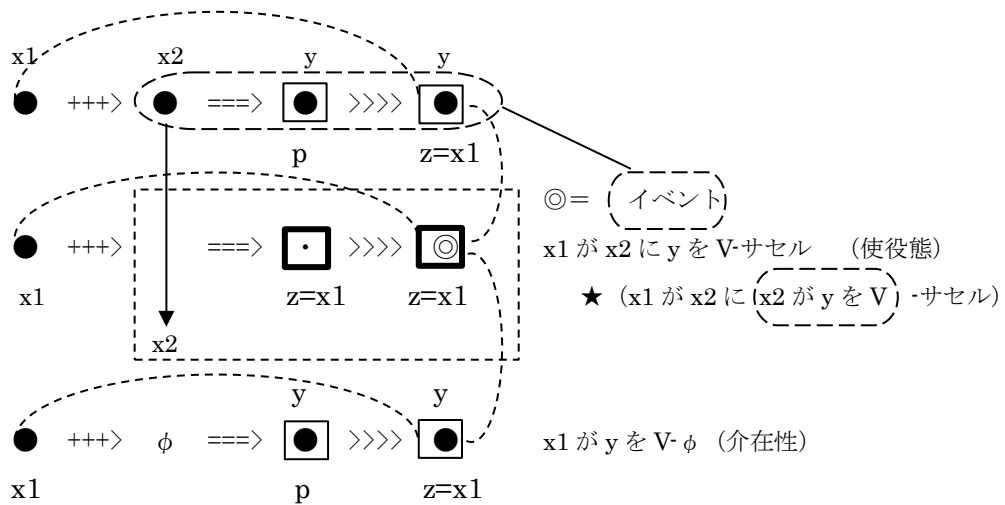 x1 x2 y y
+++> ===> >>>>
p z=x1
◎= イベント
+++> ===> ・ >>>> ◎ x1 が x2 に y を V-サセル （使役態）
x1 z=x1 z=x1 ★（x1 が x2 に x2 が y を V ）-サセル）
x2
y y
+++> φ ===> >>>> x1 が y を V-φ（介在性）
x1 p z=x1